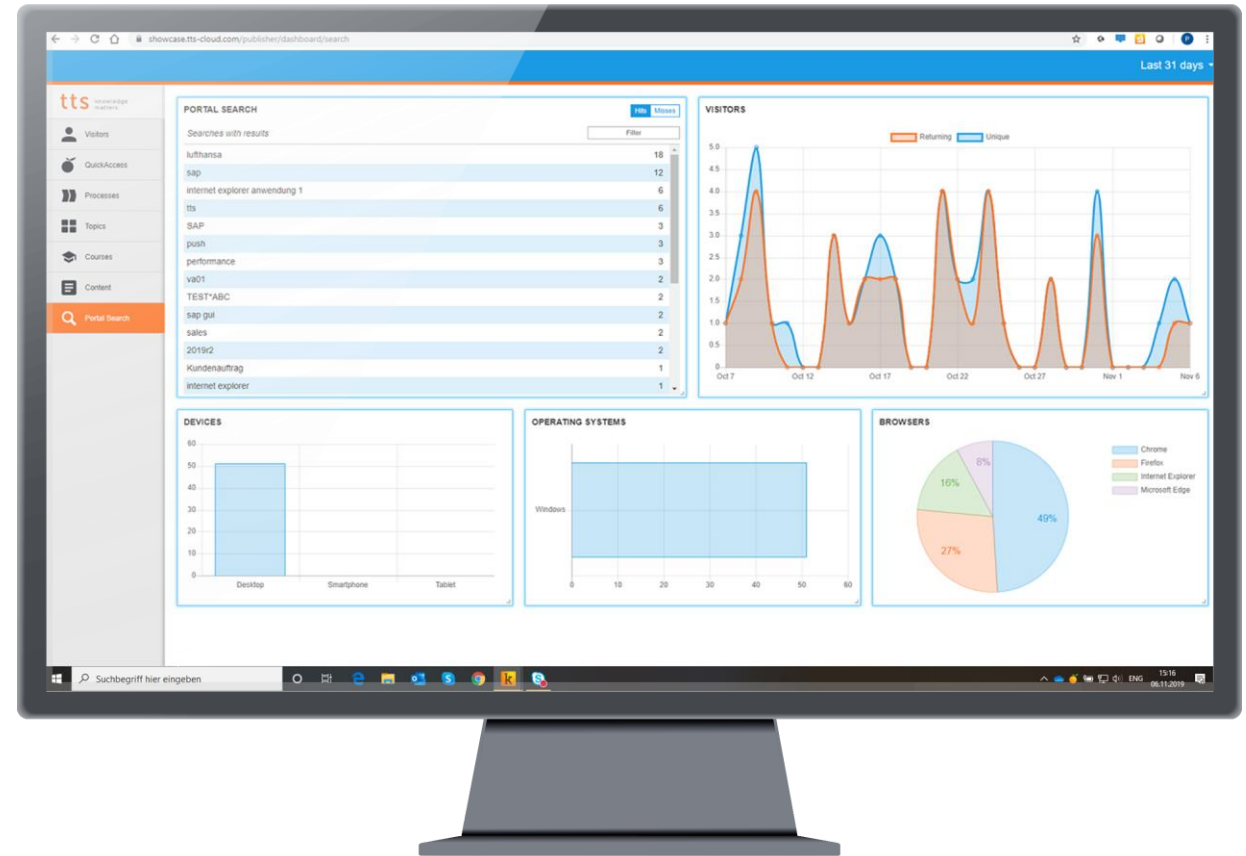 showcase.tts-cloud.com/publisher/dashboard/search
Last 31 days
tts knowledge matters
Visitors
QuickAccess
Processes
Topics
Courses
Content
Portal Search
PORTAL SEARCH
Hits Misses
Searches with results
Filter
lufthansa 18
sap 12
internet explorer anwendung 1 6
tts 6
SAP 3
push 3
performance 3
va01 2
TEST*ABC 2
sap gui 2
sales 2
2019r2 2
Kundenauftrag 1
internet explorer 1
VISITORS
Returning Unique
5.0
4.5
4.0
3.5
3.0
2.5
2.0
1.5
1.0
0.5
0
Oct 7 Oct 12 Oct 17 Oct 22 Oct 27 Nov 1 Nov 6
DEVICES
60
50
40
30
20
10
0
Desktop Smartphone Tablet
OPERATING SYSTEMS
Windows
0 10 20 30 40 50 60
BROWSERS
8%
16%
49%
27%
Chrome
Firefox
Internet Explorer
Microsoft Edge
Suchbegriff hier eingeben
ENG
15:16
06.11.2019